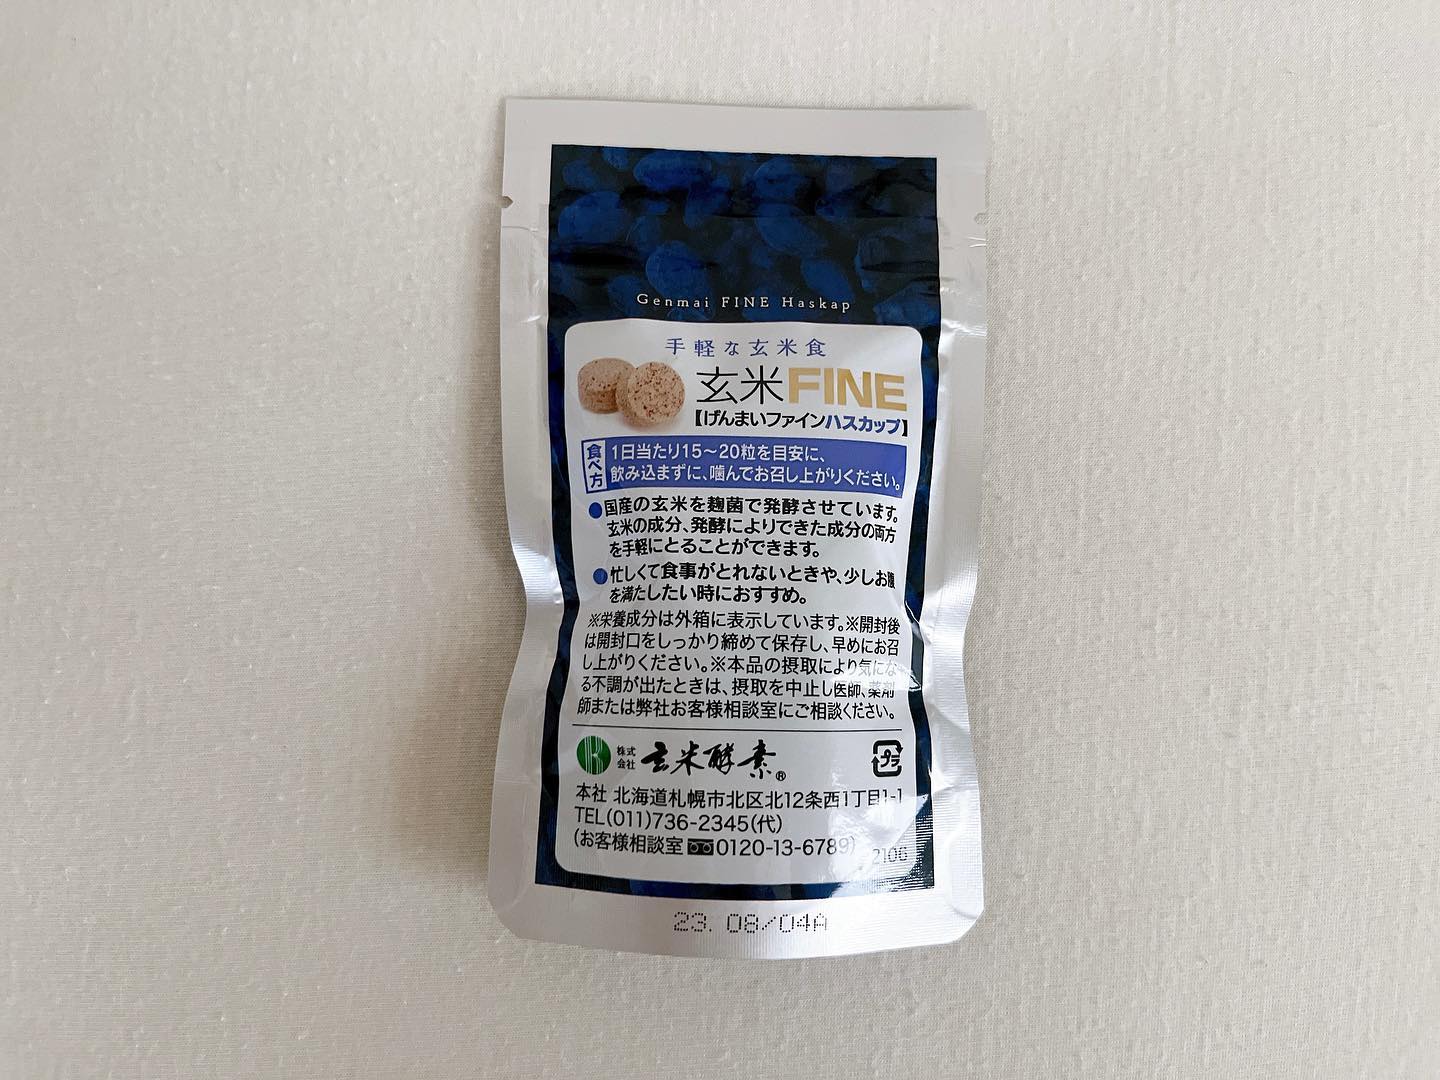 Genmai FINE Haskap
手軽な玄米食
玄米FINE
【げんまいファインハスカップ】
食べ方
1日当たり15〜20粒を目安に、
飲み込まずに、噛んでお召し上がりください。
●国産の玄米を麹菌で発酵させています。
玄米の成分、発酵によりできた成分の両方
を手軽にとることができます。
●忙しくて食事がとれないときや、少しお腹
を満たしたい時におすすめ。
※栄養成分は外箱に表示しています。※開封後
は開封口をしっかり締めて保存し、早めにお召
し上がりください。※本品の摂取により気にな
る不調が出たときは、摂取を中止し医師、薬剤
師または弊社お客様相談室にご相談ください。
株式会社 玄米酵素®
プラ
本社 北海道札幌市北区北12条西1丁目1-1
TEL(011)736-2345(代)
(お客様相談室 0120-13-6789)
2106
23. 08/04A